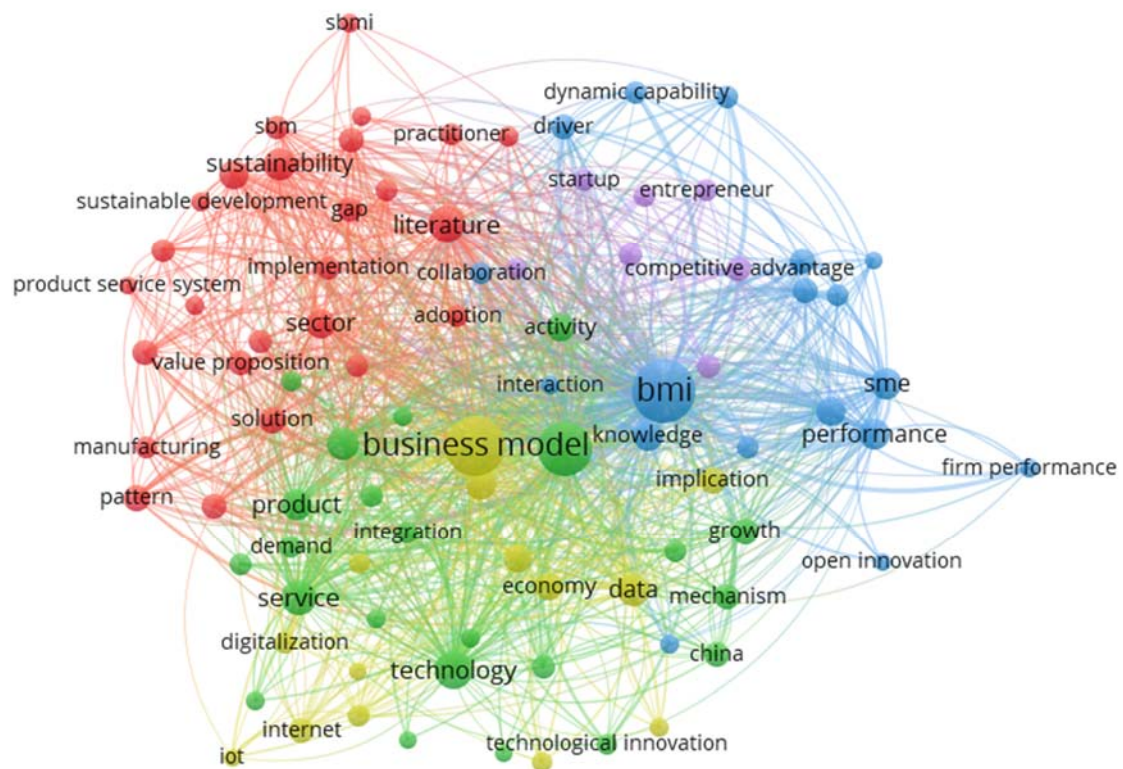 sbmi
dynamic capability
sbm
practitioner
driver
sustainability
startup
entrepreneur
sustainable development
gap
literature
implementation
collaboration
competitive advantage
product service system
sector
adoption
activity
value proposition
interaction
bmi
sme
solution
manufacturing
business model
knowledge
performance
firm performance
pattern
product
implication
integration
growth
demand
open innovation
service
economy
data
mechanism
digitalization
technology
china
internet
technological innovation
iot